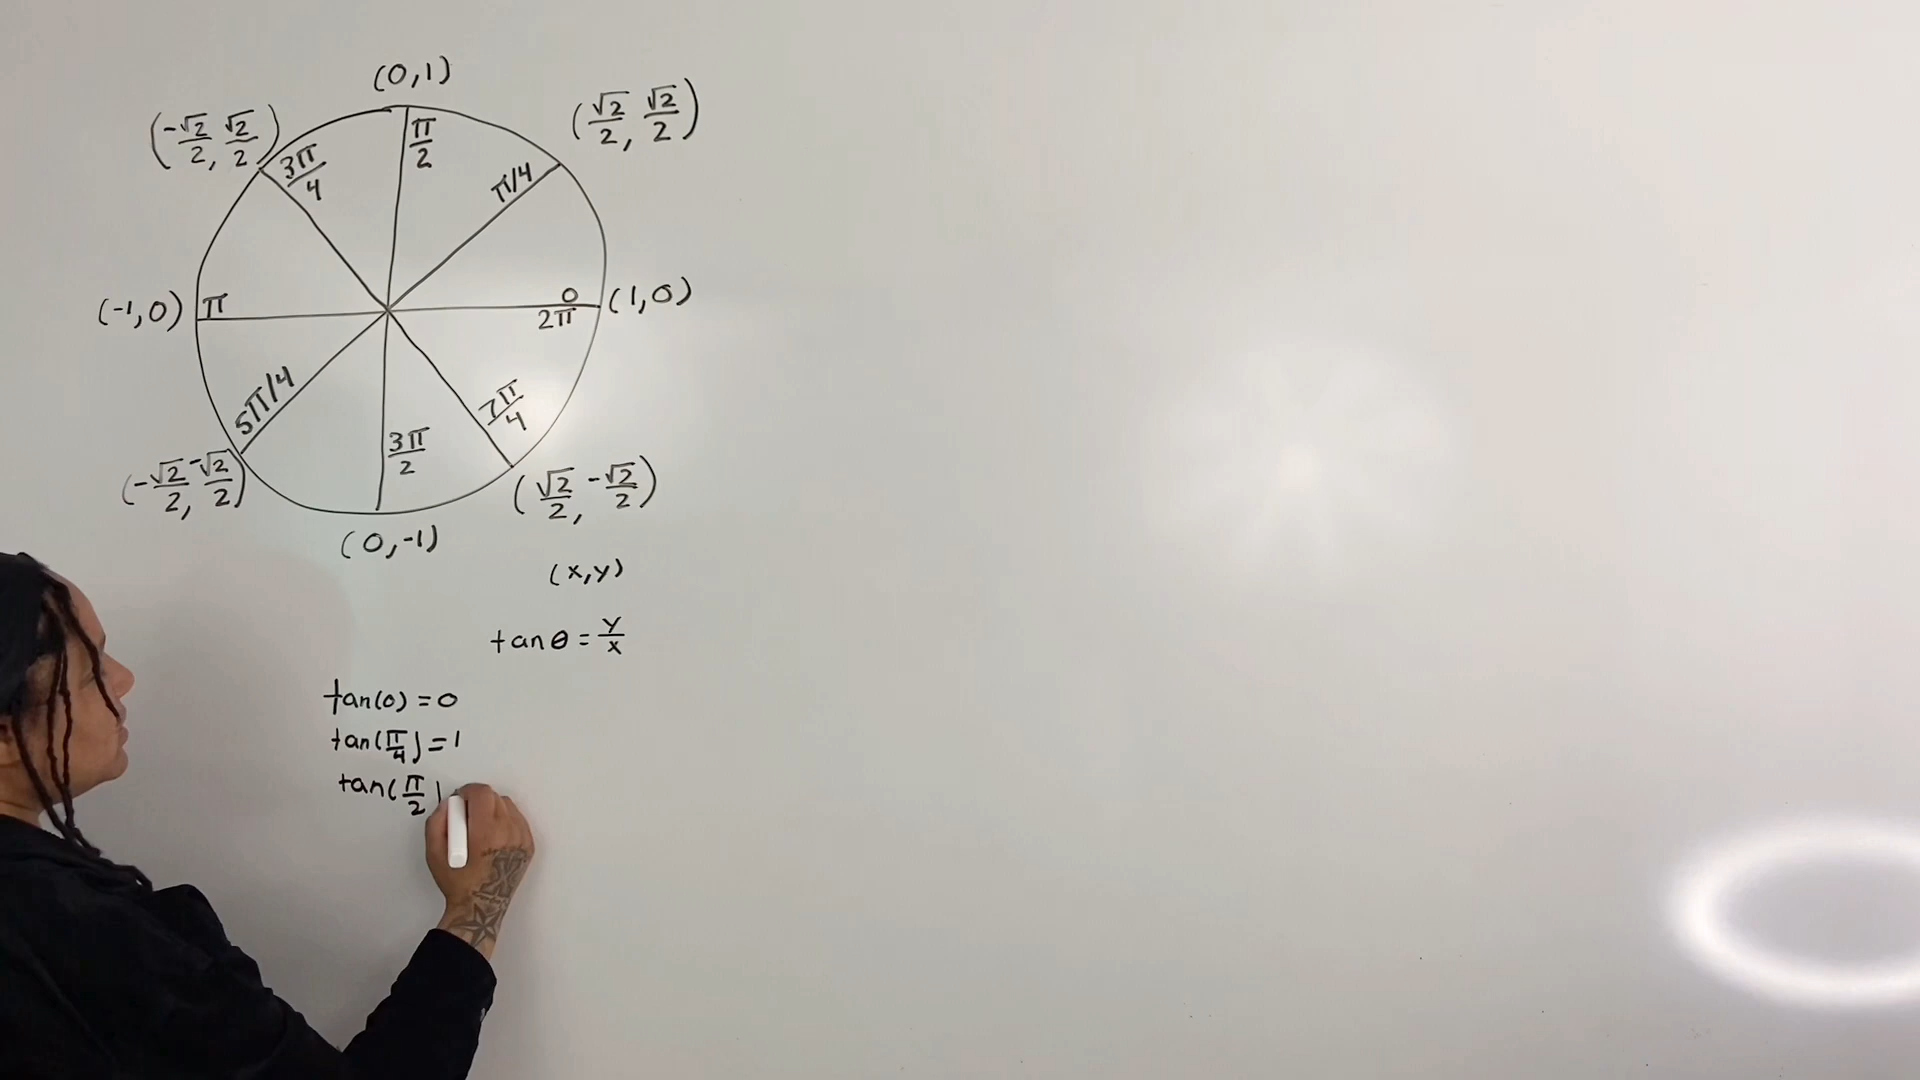 (0,1)
(√2/2, √2/2)
(-√2/2, √2/2)
π/2
3π/4
π/4
(-1,0) π
0
2π
(1,0)
5π/4
7π/4
3π/2
(-√2/2, -√2/2)
(√2/2, -√2/2)
(0,-1)
(x,y)
tan θ = y/x
tan(0) = 0
tan(π/4) = 1
tan(π/2)